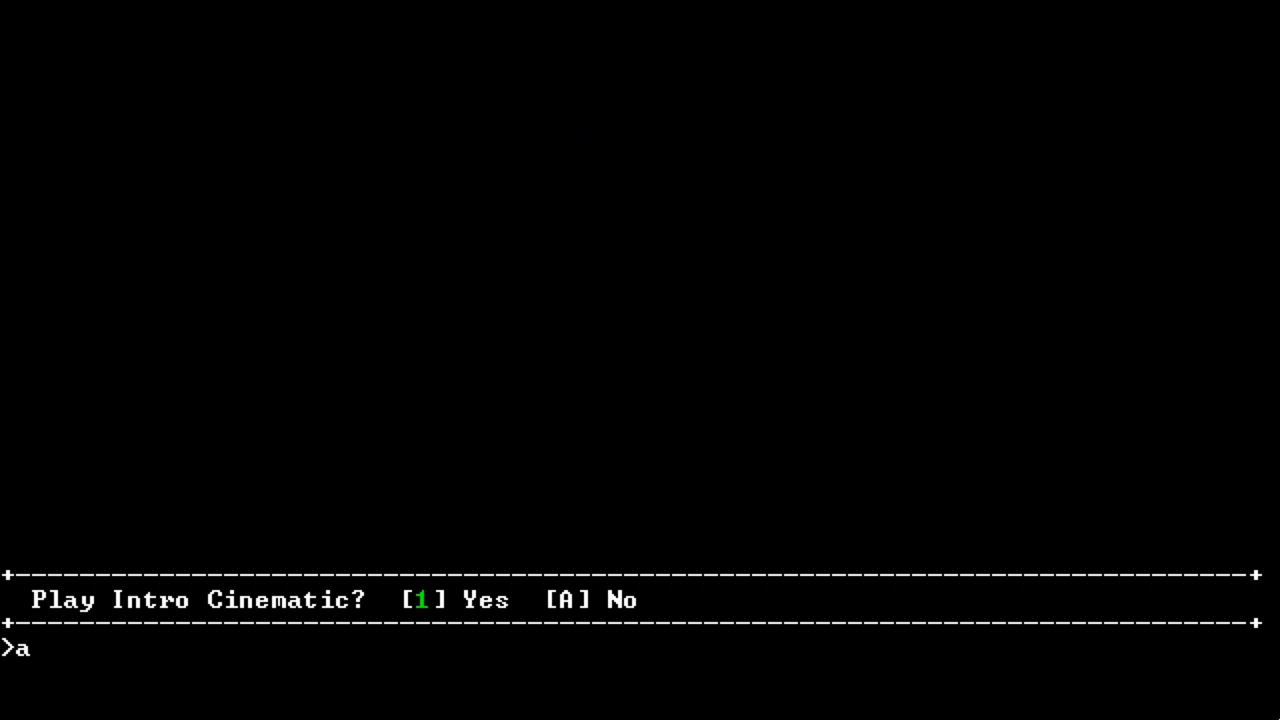 Play Intro Cinematic? [1] Yes [A] No
>a